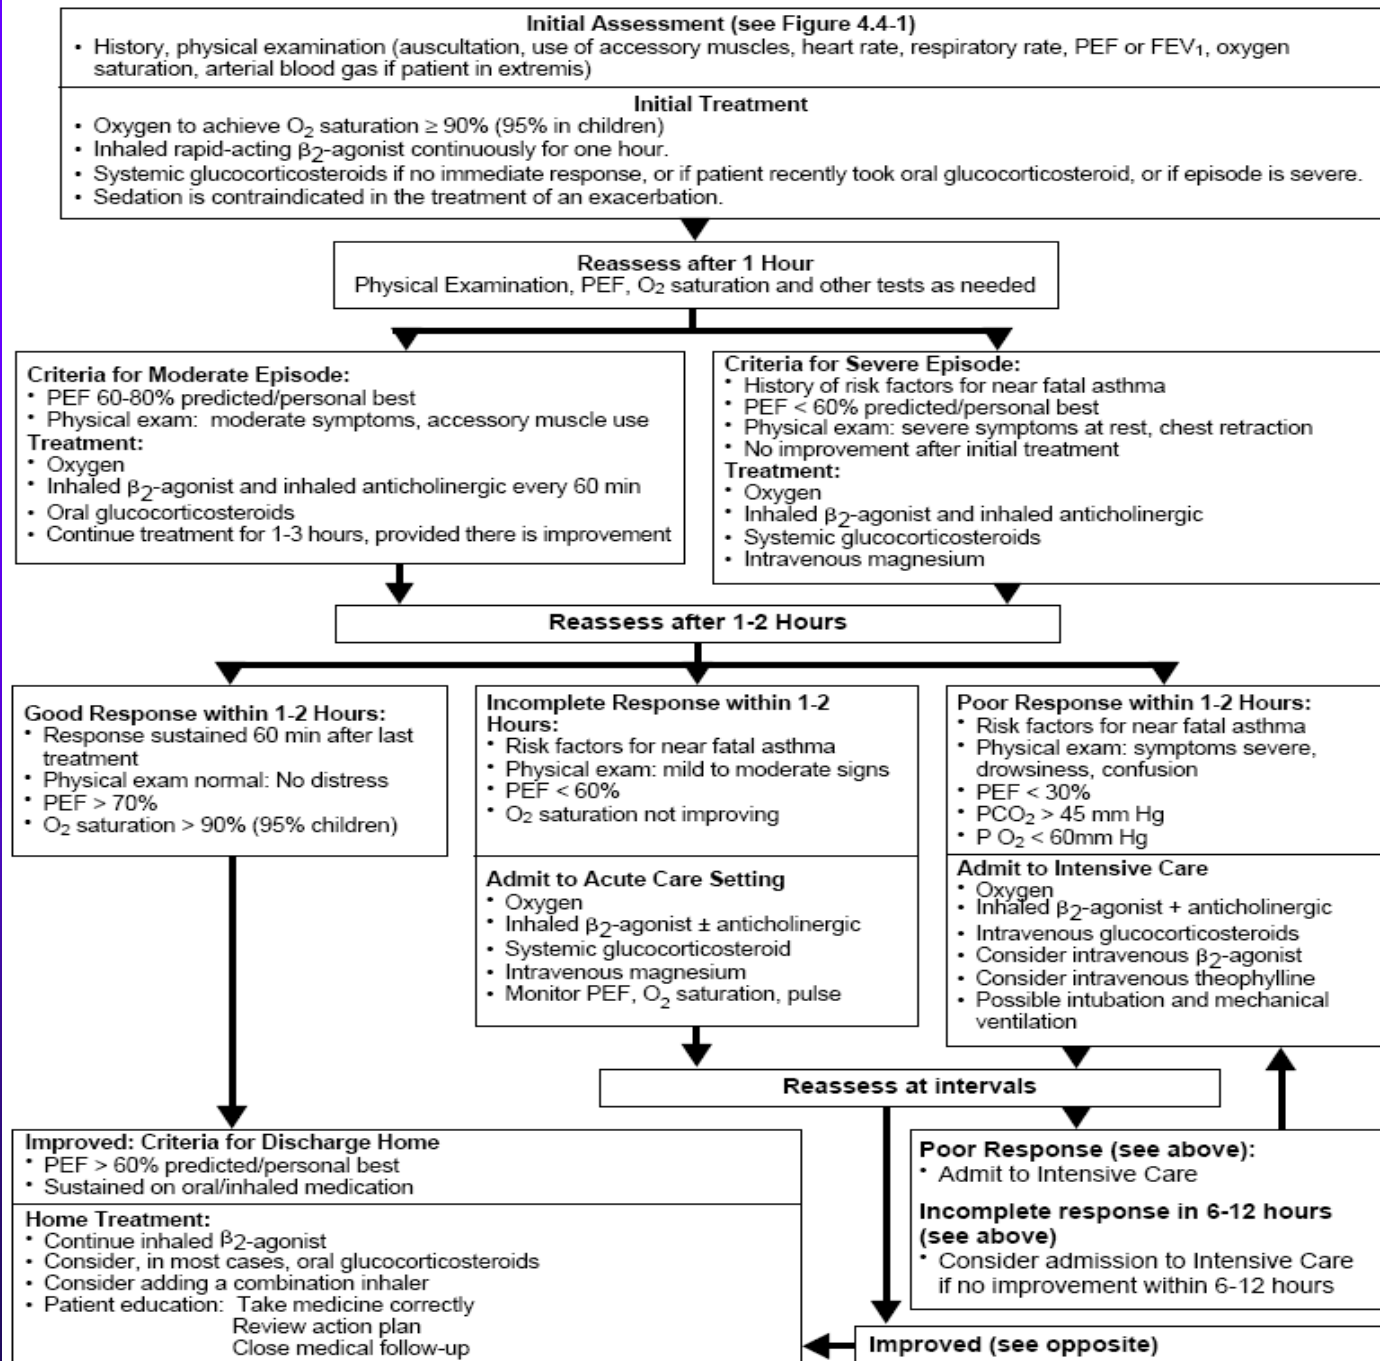 Initial Assessment (see Figure 4.4-1)
• History, physical examination (auscultation, use of accessory muscles, heart rate, respiratory rate, PEF or FEV₁, oxygen
saturation, arterial blood gas if patient in extremis)
Initial Treatment
• Oxygen to achieve O₂ saturation ≥ 90% (95% in children)
• Inhaled rapid-acting β₂-agonist continuously for one hour.
• Systemic glucocorticosteroids if no immediate response, or if patient recently took oral glucocorticosteroid, or if episode is severe.
• Sedation is contraindicated in the treatment of an exacerbation.
Reassess after 1 Hour
Physical Examination, PEF, O₂ saturation and other tests as needed
Criteria for Moderate Episode:
• PEF 60-80% predicted/personal best
• Physical exam: moderate symptoms, accessory muscle use
Treatment:
• Oxygen
• Inhaled β₂-agonist and inhaled anticholinergic every 60 min
• Oral glucocorticosteroids
• Continue treatment for 1-3 hours, provided there is improvement
Criteria for Severe Episode:
• History of risk factors for near fatal asthma
• PEF < 60% predicted/personal best
• Physical exam: severe symptoms at rest, chest retraction
• No improvement after initial treatment
Treatment:
• Oxygen
• Inhaled β₂-agonist and inhaled anticholinergic
• Systemic glucocorticosteroids
• Intravenous magnesium
Reassess after 1-2 Hours
Good Response within 1-2 Hours:
• Response sustained 60 min after last
treatment
• Physical exam normal: No distress
• PEF > 70%
• O₂ saturation > 90% (95% children)
Incomplete Response within 1-2
Hours:
• Risk factors for near fatal asthma
• Physical exam: mild to moderate signs
• PEF < 60%
• O₂ saturation not improving
Admit to Acute Care Setting
• Oxygen
• Inhaled β₂-agonist ± anticholinergic
• Systemic glucocorticosteroid
• Intravenous magnesium
• Monitor PEF, O₂ saturation, pulse
Poor Response within 1-2 Hours:
• Risk factors for near fatal asthma
• Physical exam: symptoms severe,
drowsiness, confusion
• PEF < 30%
• PCO₂ > 45 mm Hg
• P O₂ < 60mm Hg
Admit to Intensive Care
• Oxygen
• Inhaled β₂-agonist + anticholinergic
• Intravenous glucocorticosteroids
• Consider intravenous β₂-agonist
• Consider intravenous theophylline
• Possible intubation and mechanical
ventilation
Reassess at intervals
Improved: Criteria for Discharge Home
• PEF > 60% predicted/personal best
• Sustained on oral/inhaled medication
Home Treatment:
• Continue inhaled β₂-agonist
• Consider, in most cases, oral glucocorticosteroids
• Consider adding a combination inhaler
• Patient education: Take medicine correctly
Review action plan
Close medical follow-up
Poor Response (see above):
• Admit to Intensive Care
Incomplete response in 6-12 hours
(see above)
• Consider admission to Intensive Care
if no improvement within 6-12 hours
Improved (see opposite)